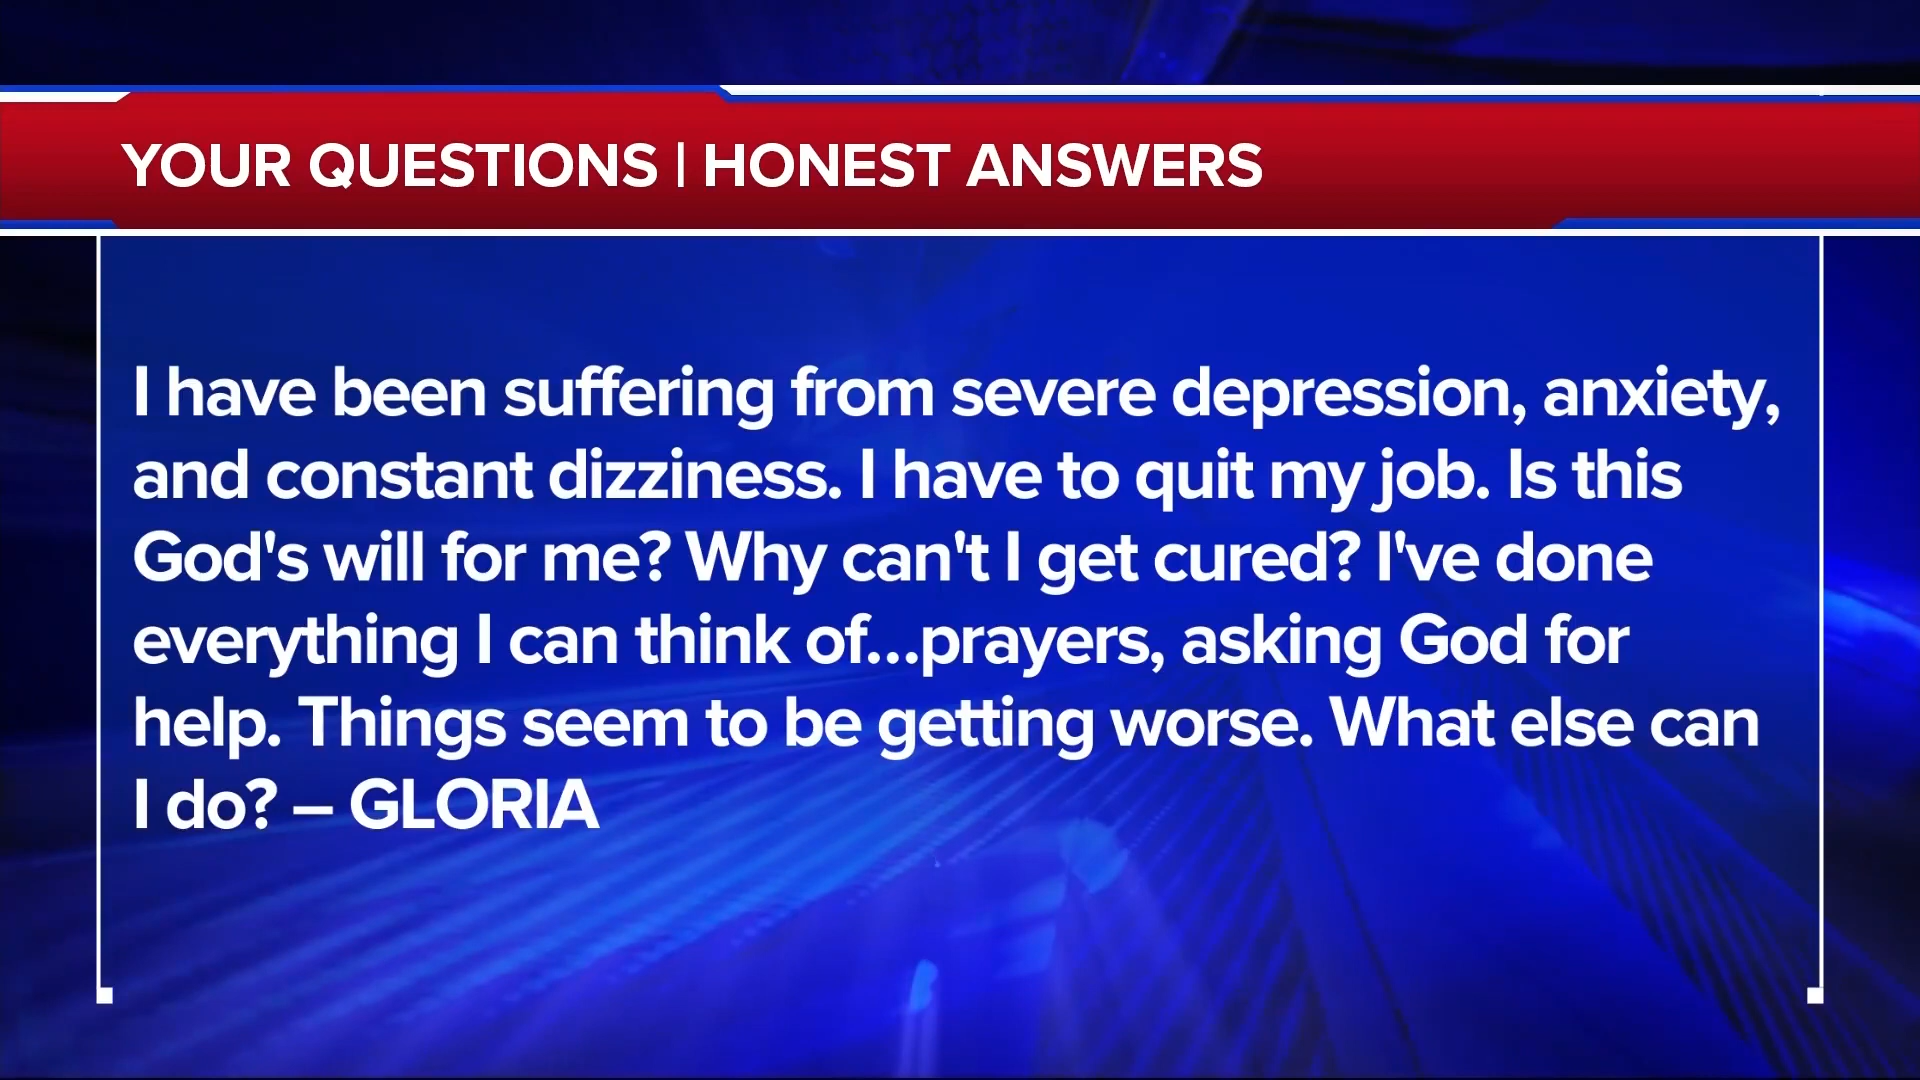 YOUR QUESTIONS | HONEST ANSWERS
I have been suffering from severe depression, anxiety,
and constant dizziness. I have to quit my job. Is this
God's will for me? Why can't I get cured? I've done
everything I can think of...prayers, asking God for
help. Things seem to be getting worse. What else can
I do? – GLORIA